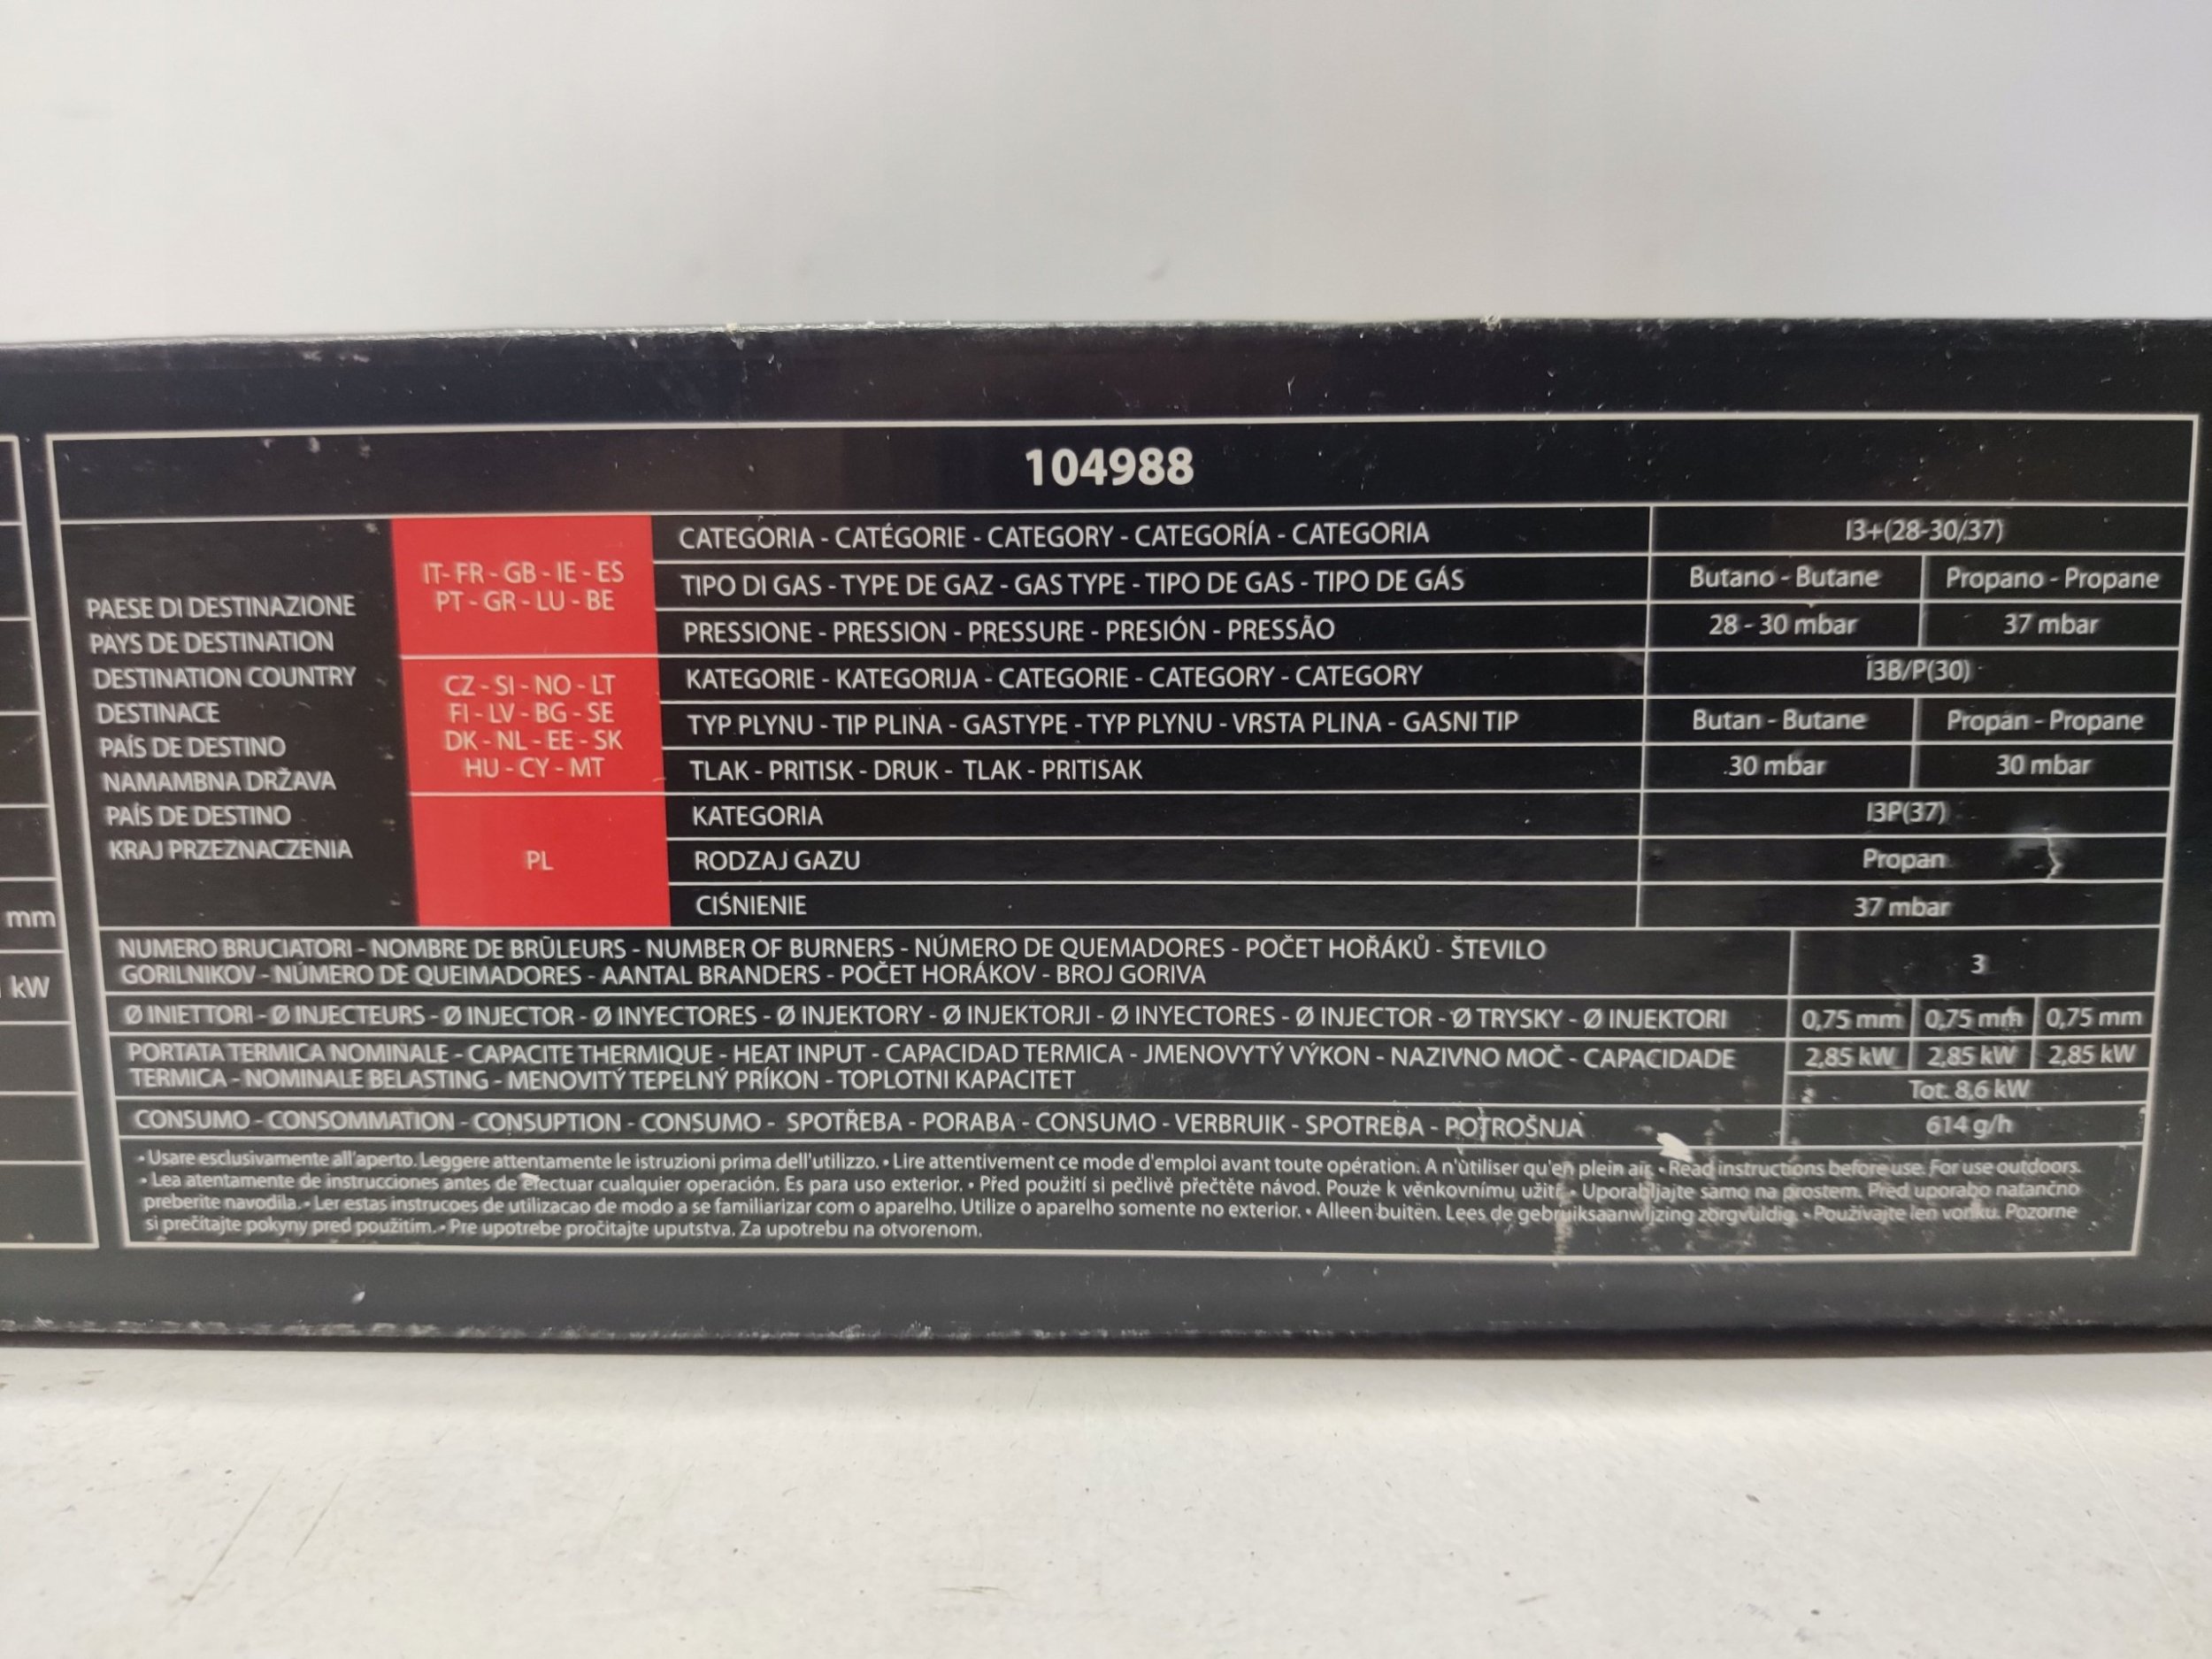 104988
PAESE DI DESTINAZIONE
PAYS DE DESTINATION
DESTINATION COUNTRY
DESTINACE
PAÍS DE DESTINO
NAMAMBNA DRŽAVA
PAÍS DE DESTINO
KRAJ PRZEZNACZENIA
IT- FR - GB - IE - ES
PT - GR - LU - BE
CATEGORIA - CATÉGORIE - CATEGORY - CATEGORÍA - CATEGORIA I3+(28-30/37)
TIPO DI GAS - TYPE DE GAZ - GAS TYPE - TIPO DE GAS - TIPO DE GÁS Butano - Butane Propano - Propane
PRESSIONE - PRESSION - PRESSURE - PRESIÓN - PRESSÃO 28 - 30 mbar 37 mbar
CZ - SI - NO - LT
FI - LV - BG - SE
DK - NL - EE - SK
HU - CY - MT
KATEGORIE - KATEGORIJA - CATEGORIE - CATEGORY - CATEGORY I3B/P(30)
TYP PLYNU - TIP PLINA - GASTYPE - TYP PLYNU - VRSTA PLINA - GASNI TIP Butan - Butane Propan - Propane
TLAK - PRITISK - DRUK - TLAK - PRITISAK 30 mbar 30 mbar
PL
KATEGORIA I3P(37)
RODZAJ GAZU Propan
CIŚNIENIE 37 mbar
NUMERO BRUCIATORI - NOMBRE DE BRÛLEURS - NUMBER OF BURNERS - NÚMERO DE QUEMADORES - POČET HOŘÁKŮ - ŠTEVILO
GORILNIKOV - NÚMERO DE QUEIMADORES - AANTAL BRANDERS - POČET HORÁKOV - BROJ GORIVA 3
Ø INIETTORI - Ø INJECTEURS - Ø INJECTOR - Ø INYECTORES - Ø INJEKTORY - Ø INJEKTORJI - Ø INYECTORES - Ø INJECTOR - Ø TRYSKY - Ø INJEKTORI 0,75 mm 0,75 mm 0,75 mm
PORTATA TERMICA NOMINALE - CAPACITE THERMIQUE - HEAT INPUT - CAPACIDAD TERMICA - JMENOVYTÝ VÝKON - NAZIVNO MOČ - CAPACIDADE 2,85 kW 2,85 kW 2,85 kW
TERMICA - NOMINALE BELASTING - MENOVITÝ TEPELNÝ PRÍKON - TOPLOTNI KAPACITET Tot. 8,6 kW
CONSUMO - CONSOMMATION - CONSUPTION - CONSUMO - SPOTŘEBA - PORABA - CONSUMO - VERBRUIK - SPOTREBA - POTROŠNJA 614 g/h
• Usare esclusivamente all'aperto. Leggere attentamente le istruzioni prima dell'utilizzo. • Lire attentivement ce mode d'emploi avant toute opération. A n'ùtiliser qu'en plein air. • Read instructions before use. For use outdoors.
• Lea atentamente de instrucciones antes de efectuar cualquier operación. Es para uso exterior. • Před použití si pečlivě přečtěte návod. Pouze k věnkovnímu užití. • Uporabljajte samo na prostem. Pred uporabo natančno
preberite navodila. • Ler estas instrucoes de utilizacao de modo a se familiarizar com o aparelho. Utilize o aparelho somente no exterior. • Alleen buiten. Lees de gebruiksaanwijzing zorgvuldig. • Používajte len vonku. Pozorne
si prečítajte pokyny pred použitím. • Pre upotrebe pročitajte uputstva. Za upotrebu na otvorenom.
mm
kW